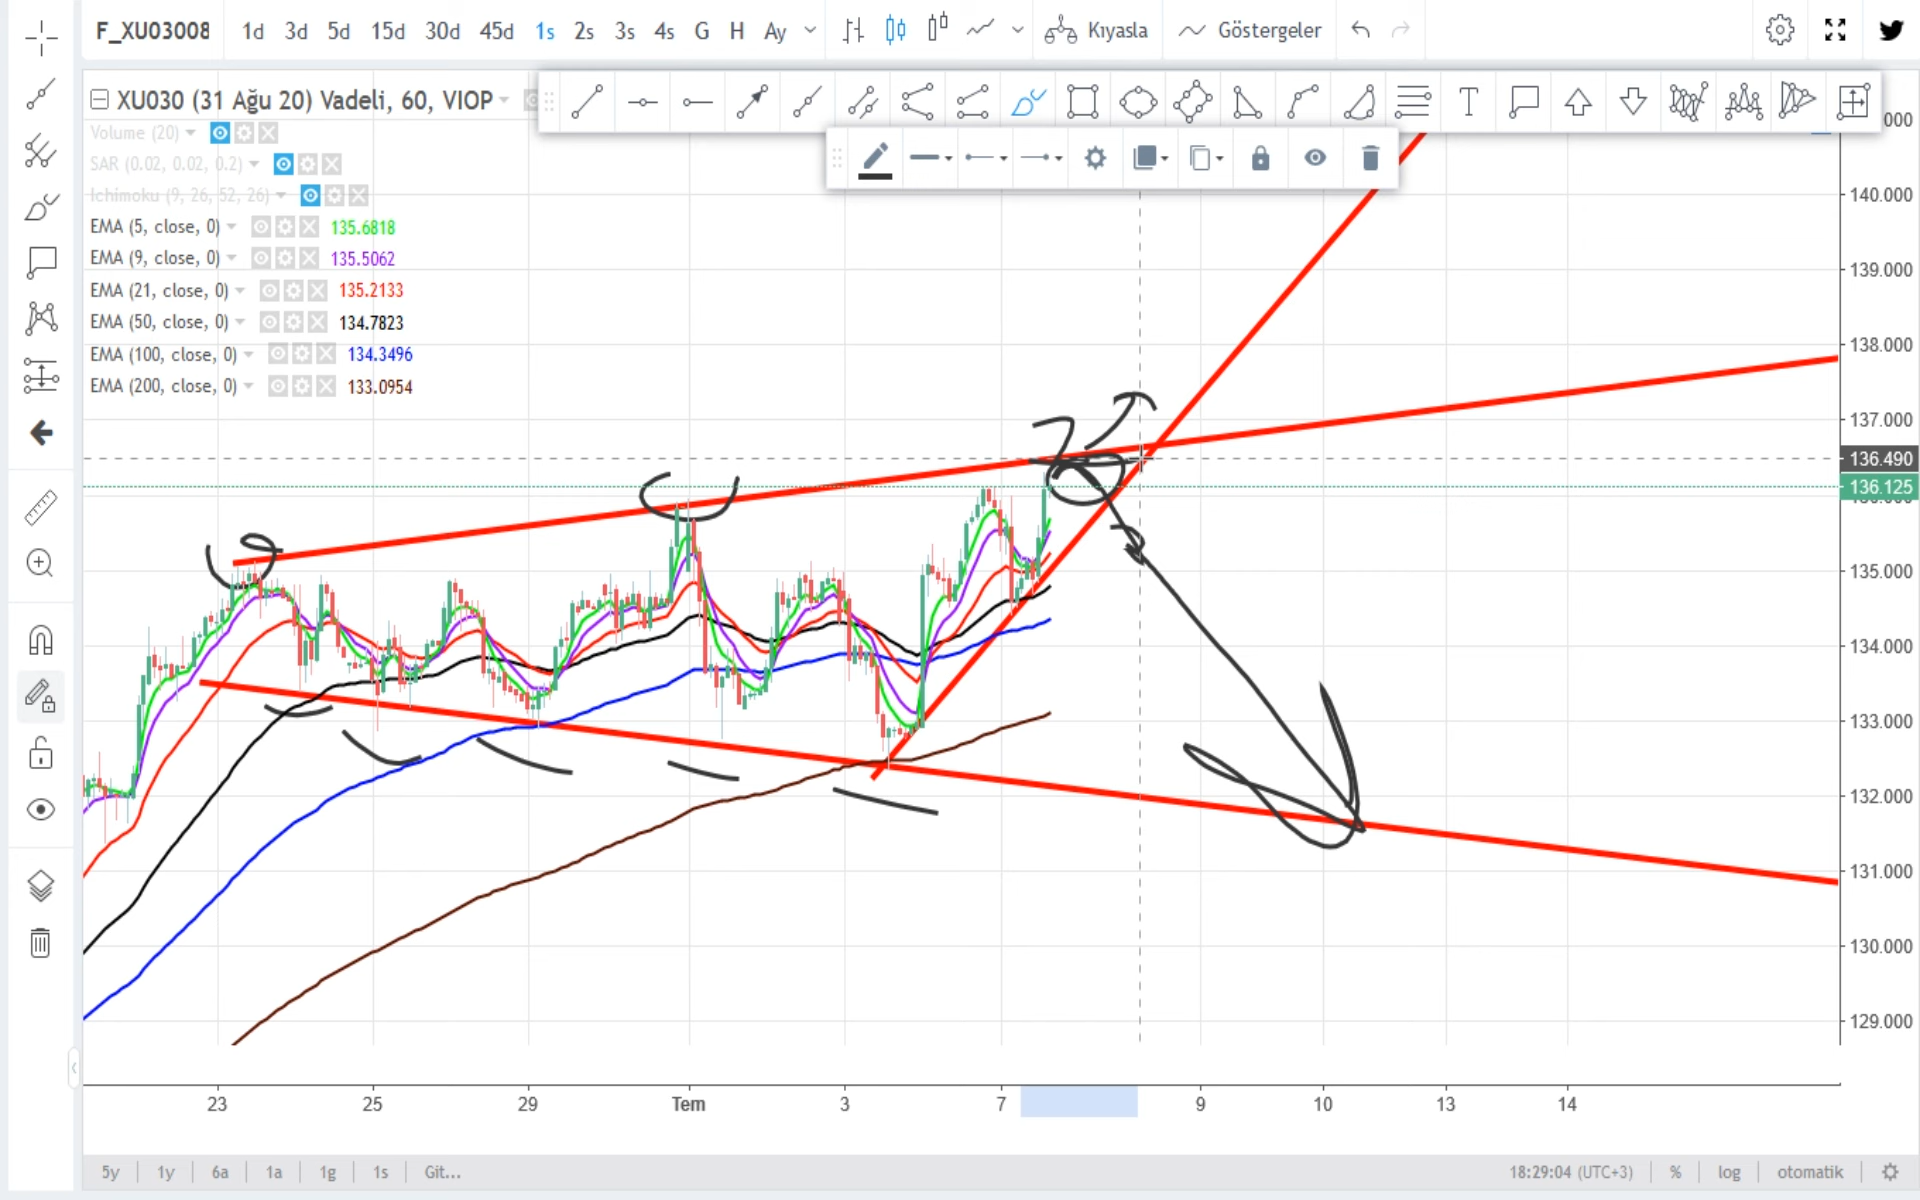 F_XU03008 1d 3d 5d 15d 30d 45d 1s 2s 3s 4s G H Ay Kıyasla Göstergeler
XU030 (31 Ağu 20) Vadeli, 60, VIOP
Volume (20)
SAR (0.02, 0.02, 0.2)
Ichimoku (9, 26, 52, 26)
EMA (5, close, 0) 135.6818
EMA (9, close, 0) 135.5062
EMA (21, close, 0) 135.2133
EMA (50, close, 0) 134.7823
EMA (100, close, 0) 134.3496
EMA (200, close, 0) 133.0954
140.000
139.000
138.000
137.000
136.490
136.125
135.000
134.000
133.000
132.000
131.000
130.000
129.000
23 25 29 Tem 3 7 9 10 13 14
5y 1y 6a 1a 1g 1s Git... 18:29:04 (UTC+3) % log otomatik